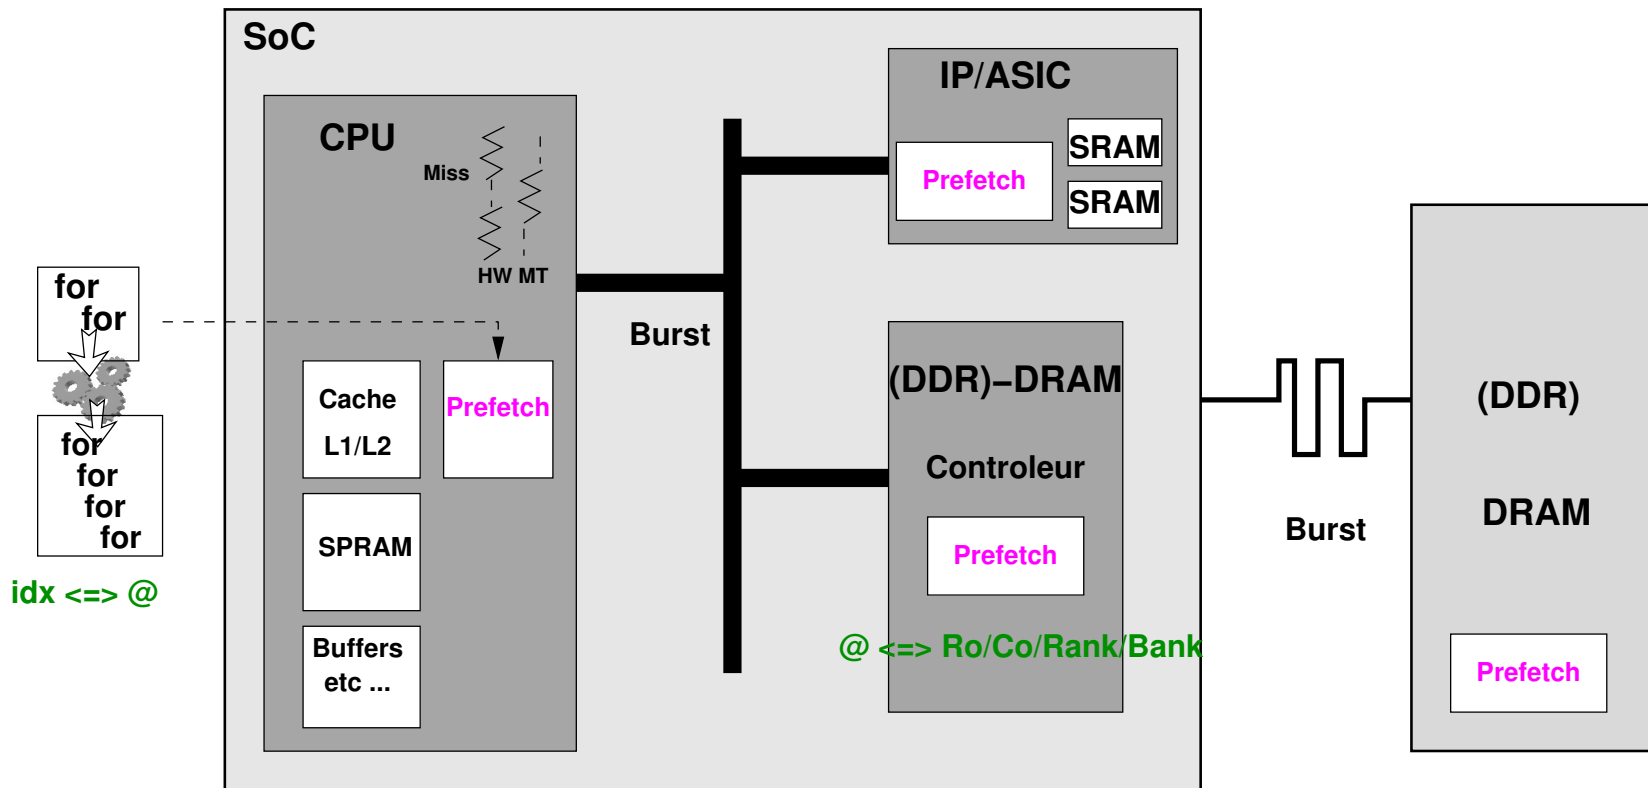 SoC
CPU
Miss
HW MT
for
for
for
for
for
for
idx <=> @
Cache
L1/L2
Prefetch
SPRAM
Buffers
etc ...
Burst
IP/ASIC
Prefetch
SRAM
SRAM
(DDR)–DRAM
Controleur
Prefetch
@ <=> Ro/Co/Rank/Bank
Burst
(DDR)
DRAM
Prefetch